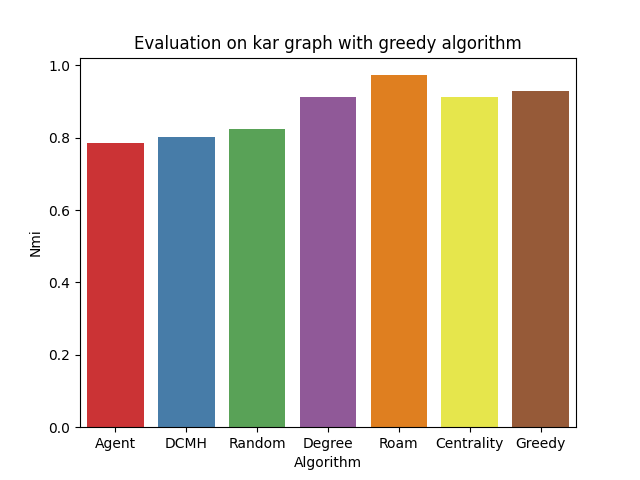 Evaluation on kar graph with greedy algorithm
1.0
0.8
0.6
0.4
0.2
0.0
Nmi
Agent DCMH Random Degree Roam Centrality Greedy
Algorithm